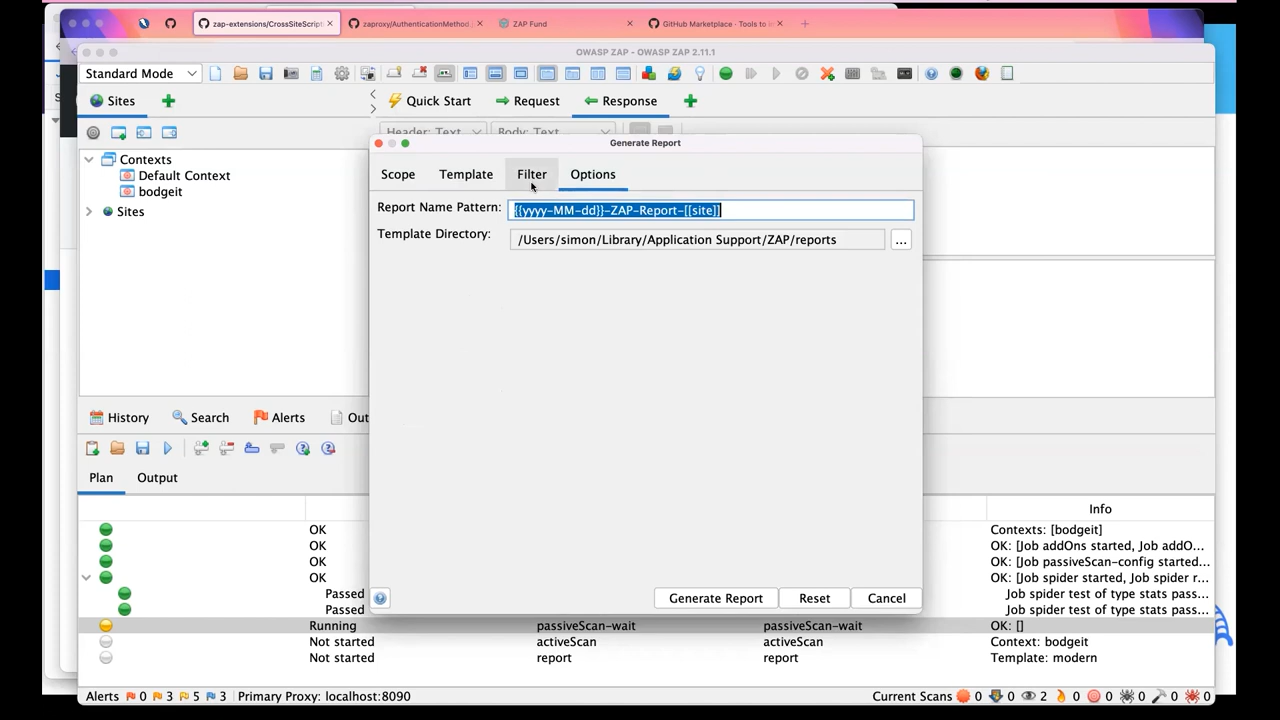 zap-extensions/CrossSiteScripti
zaproxy/AuthenticationMethod.
ZAP Fund
GitHub Marketplace · Tools to i
OWASP ZAP - OWASP ZAP 2.11.1
Standard Mode
Sites
Quick Start
Request
Response
Header: Text
Body: Text
Contexts
Default Context
bodgeit
Sites
Generate Report
Scope
Template
Filter
Options
Report Name Pattern:
{{yyyy-MM-dd}}-ZAP-Report-[[site]]
Template Directory:
/Users/simon/Library/Application Support/ZAP/reports
...
Generate Report
Reset
Cancel
History
Search
Alerts
Out
Plan
Output
Info
OK
Contexts: [bodgeit]
OK
OK: [Job addOns started, Job addO...
OK
OK: [Job passiveScan-config started...
OK
OK: [Job spider started, Job spider r...
Passed
Job spider test of type stats pass...
Passed
Job spider test of type stats pass...
Running passiveScan-wait passiveScan-wait OK: []
Not started activeScan activeScan Context: bodgeit
Not started report report Template: modern
Alerts 0 3 5 3 Primary Proxy: localhost:8090
Current Scans 0 0 2 0 0 0 0 0